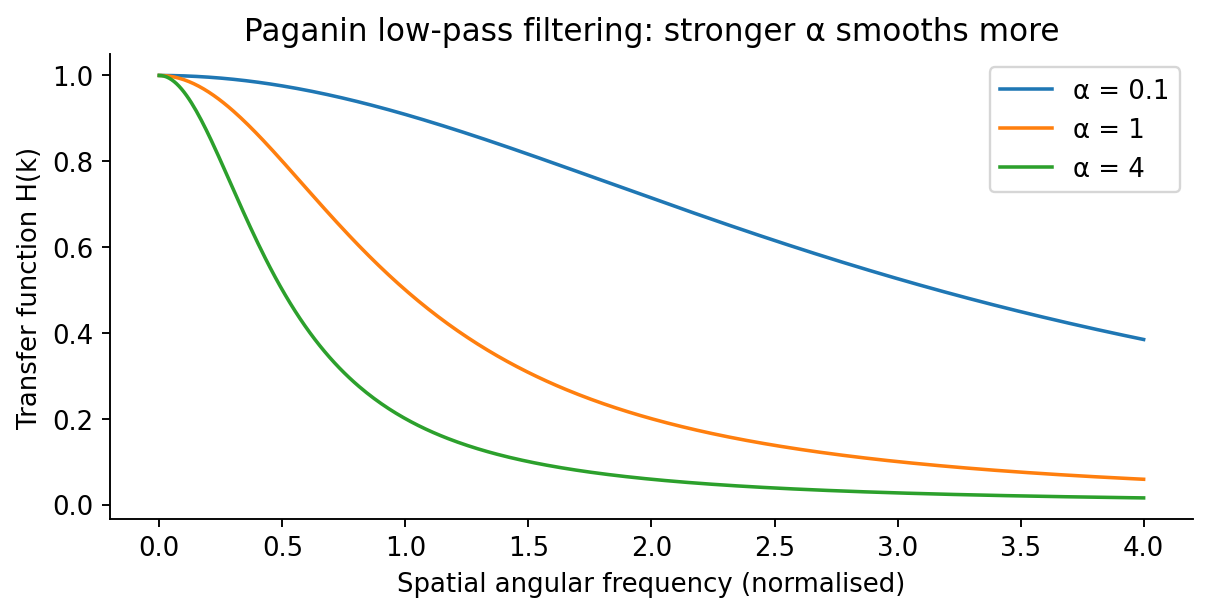 Paganin low-pass filtering: stronger α smooths more
Transfer function H(k)
1.0
0.8
0.6
0.4
0.2
0.0
α = 0.1
α = 1
α = 4
0.0 0.5 1.0 1.5 2.0 2.5 3.0 3.5 4.0
Spatial angular frequency (normalised)